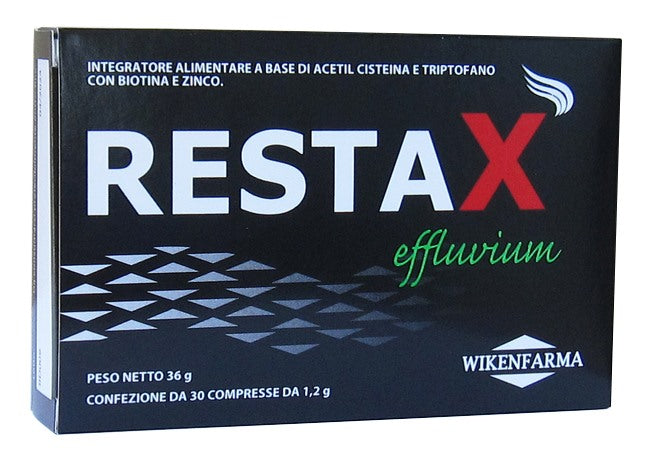 INTEGRATORE ALIMENTARE A BASE DI ACETIL CISTEINA E TRIPTOFANO
CON BIOTINA E ZINCO.
RESTAX
effluvium
WIKENFARMA
PESO NETTO 36 g
CONFEZIONE DA 30 COMPRESSE DA 1,2 g